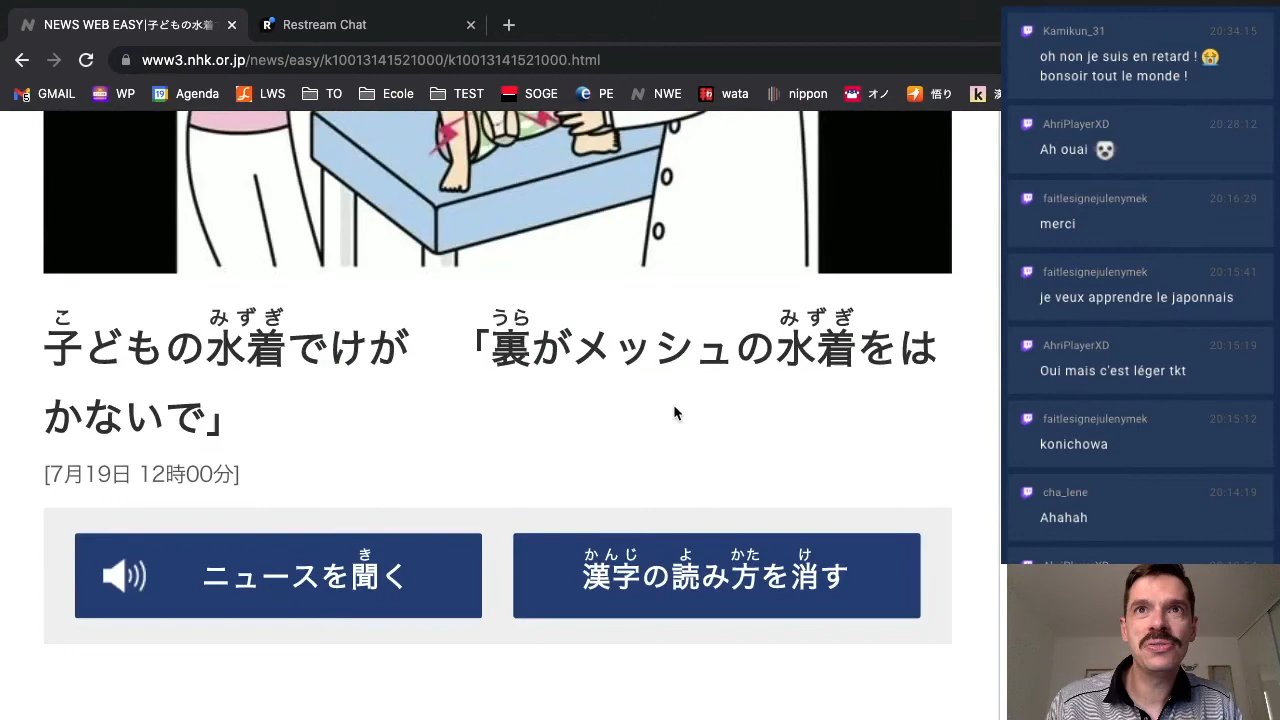 NEWS WEB EASY|子どもの水着
Restream Chat
www3.nhk.or.jp/news/easy/k10013141521000/k10013141521000.html
GMAIL WP Agenda LWS TO Ecole TEST SOGE PE NWE wata nippon オノ 悟り
こ みずぎ うら みずぎ
子どもの水着でけが 「裏がメッシュの水着をは
かないで」
[7月19日 12時00分]
き
ニュースを聞く
かんじ よ かた け
漢字の読み方を消す
Kamikun_31 20:34:15
oh non je suis en retard ! 😭
bonsoir tout le monde !
AhriPlayerXD 20:28:12
Ah ouai
faitlesignejulenymek 20:16:29
merci
faitlesignejulenymek 20:15:41
je veux apprendre le japonnais
AhriPlayerXD 20:15:19
Oui mais c'est léger tkt
faitlesignejulenymek 20:15:12
konichowa
cha_lene 20:14:19
Ahahah